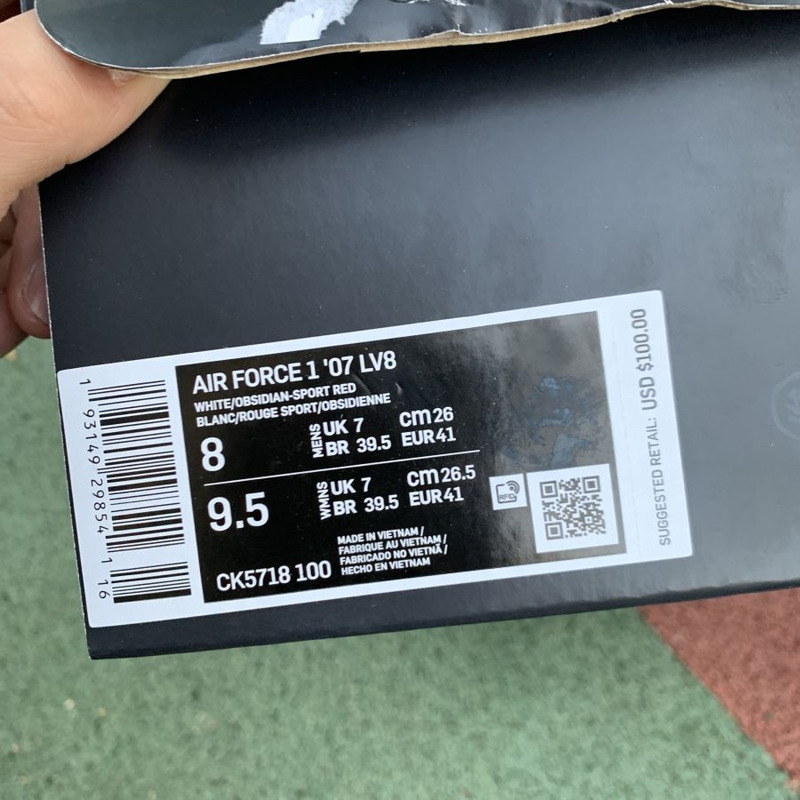 AIR FORCE 1 '07 LV8
WHITE/OBSIDIAN-SPORT RED
BLANC/ROUGE SPORT/OBSIDIENNE
8
MENS
UK 7 cm 26
BR 39.5 EUR 41
9.5
WMNS
UK 7 cm 26.5
BR 39.5 EUR 41
RFID
CK5718 100
MADE IN VIETNAM /
FABRIQUE AU VIETNAM /
FABRICADO NO VIETNÃ /
HECHO EN VIETNAM
1 93149 29854 1 16
SUGGESTED RETAIL: USD $100.00